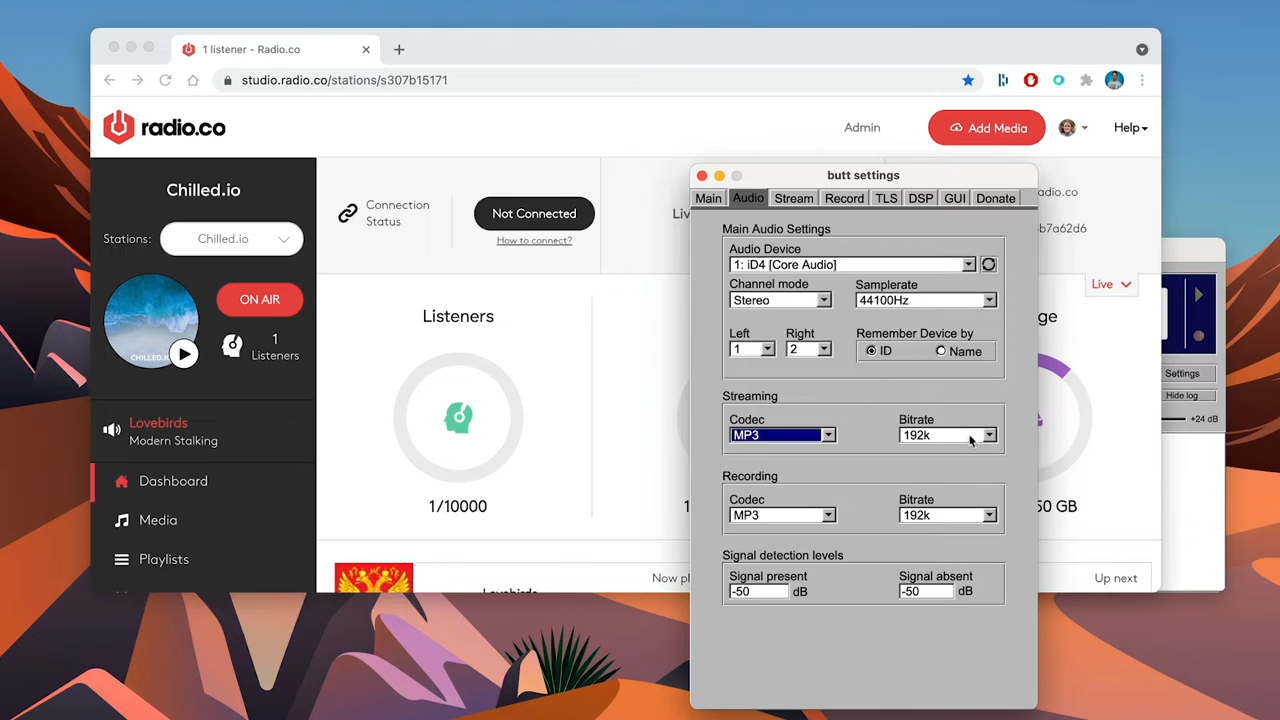 1 listener - Radio.co
studio.radio.co/stations/s307b15171
radio.co
Admin
Add Media
Help
Chilled.io
Stations:
Chilled.io
ON AIR
1
Listeners
CHILLED.I
Lovebirds
Modern Stalking
Dashboard
Media
Playlists
Connection
Status
Not Connected
How to connect?
Liv
adio.co
b7a62d6
Live
Listeners
1/10000
ge
50 GB
Now pl
Up next
butt settings
Main
Audio
Stream
Record
TLS
DSP
GUI
Donate
Main Audio Settings
Audio Device
1: iD4 [Core Audio]
Channel mode
Samplerate
Stereo
44100Hz
Left
Right
Remember Device by
1
2
ID
Name
Streaming
Codec
Bitrate
MP3
192k
Recording
Codec
Bitrate
MP3
192k
Signal detection levels
Signal present
Signal absent
-50
dB
-50
dB
Settings
Hide log
+24 dB